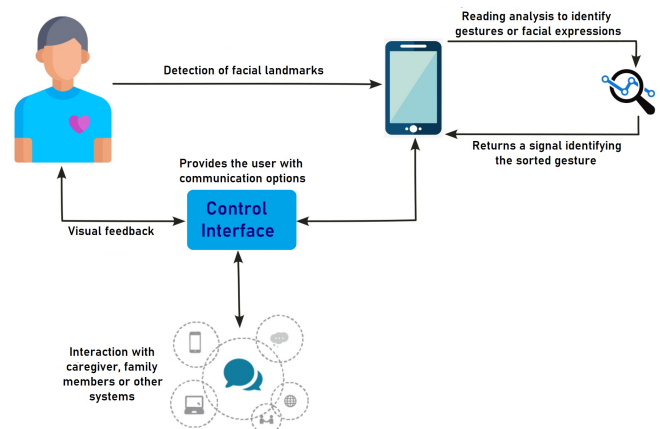 Reading analysis to identify
gestures or facial expressions
Detection of facial landmarks
Returns a signal identifying
the sorted gesture
Provides the user with
communication options
Control
Interface
Visual feedback
Interaction with
caregiver, family
members or other
systems